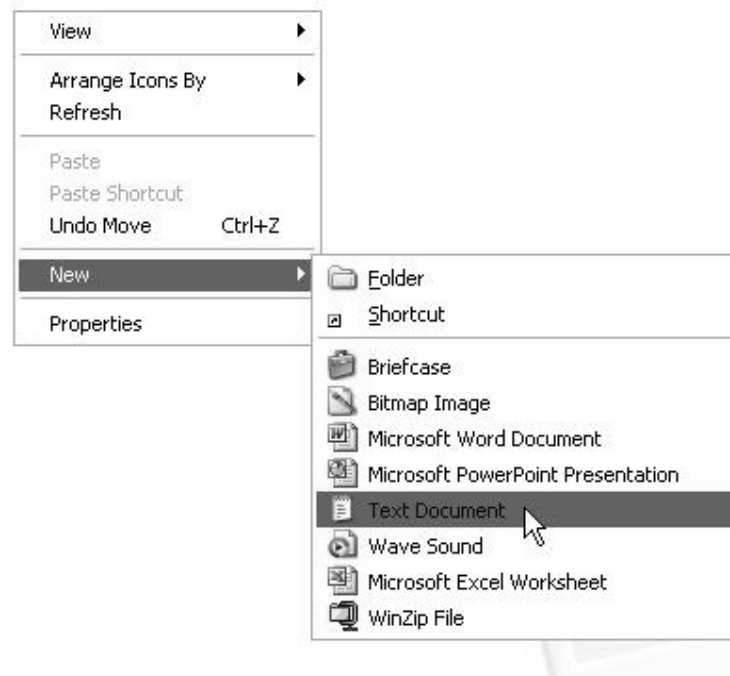 View
Arrange Icons By
Refresh
Paste
Paste Shortcut
Undo Move Ctrl+Z
New
Properties
Folder
Shortcut
Briefcase
Bitmap Image
Microsoft Word Document
Microsoft PowerPoint Presentation
Text Document
Wave Sound
Microsoft Excel Worksheet
WinZip File